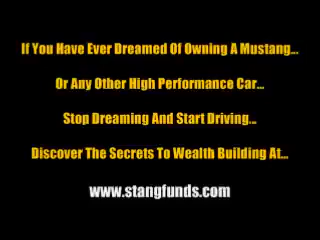 If You Have Ever Dreamed Of Owning A Mustang...
Or Any Other High Performance Car...
Stop Dreaming And Start Driving...
Discover The Secrets To Wealth Building At...
www.stangfunds.com